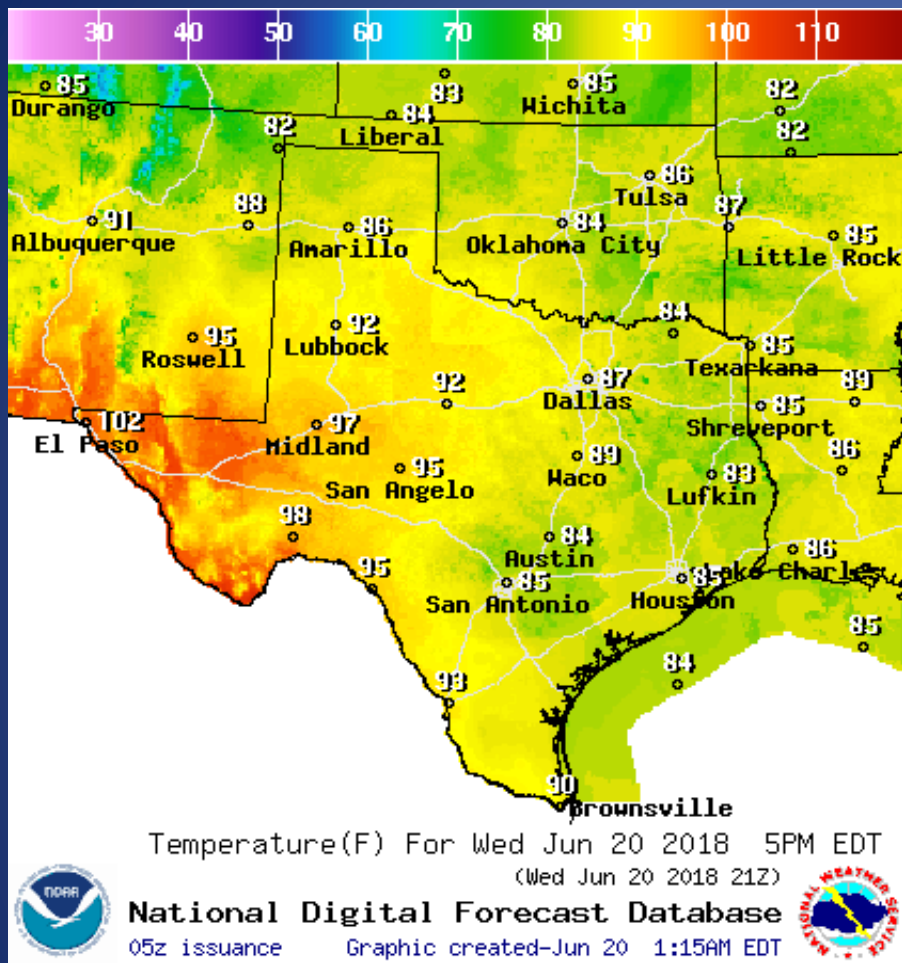 30 40 50 60 70 80 90 100 110
85
Durango
83
85
Wichita
84
Liberal
82
82
82
86
Tulsa
91
Albuquerque
88
86
Amarillo
84
Oklahoma City
87
85
Little Rock
95
Roswell
92
Lubbock
84
85
Texarkana
92
87
Dallas
89
85
Shreveport
102
El Paso
97
Midland
95
San Angelo
89
Waco
83
Lufkin
86
98
84
Austin
86
Lake Charles
95
85
San Antonio
85
Houston
85
84
93
90
Brownsville
Temperature(F) For Wed Jun 20 2018 5PM EDT
(Wed Jun 20 2018 21Z)
National Digital Forecast Database
05z issuance Graphic created-Jun 20 1:15AM EDT
NOAA
NATIONAL WEATHER SERVICE